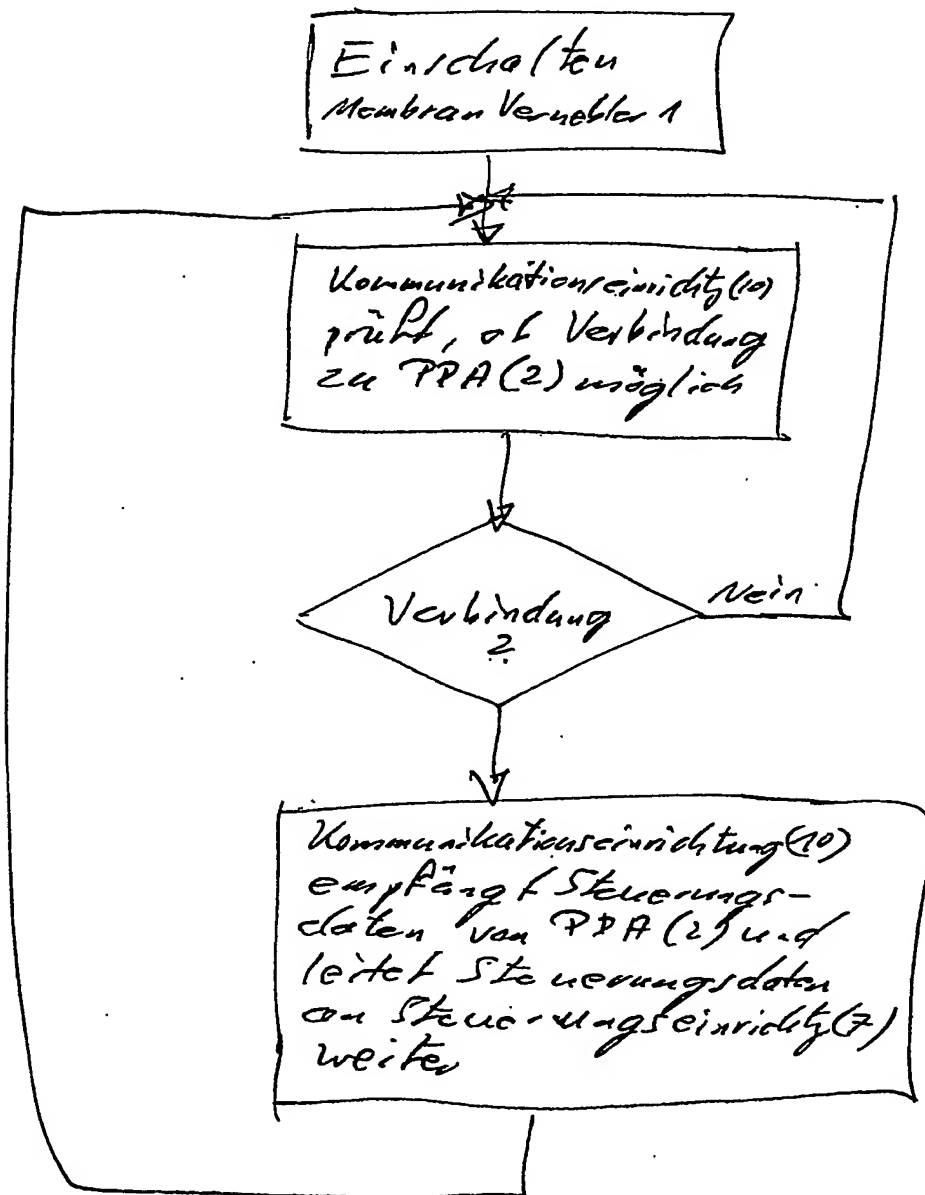 Einschalten
Membran Vernebler 1
Kommunikationseinrichtg (10)
prüft, ob Verbindung
zu PDA (2) möglich
Verbindung
?
Nein
Kommunikationseinrichtung (10)
empfängt Steuerungs-
daten von PDA (2) und
leitet Steuerungsdaten
an Steuerungseinrichtg (7)
weiter